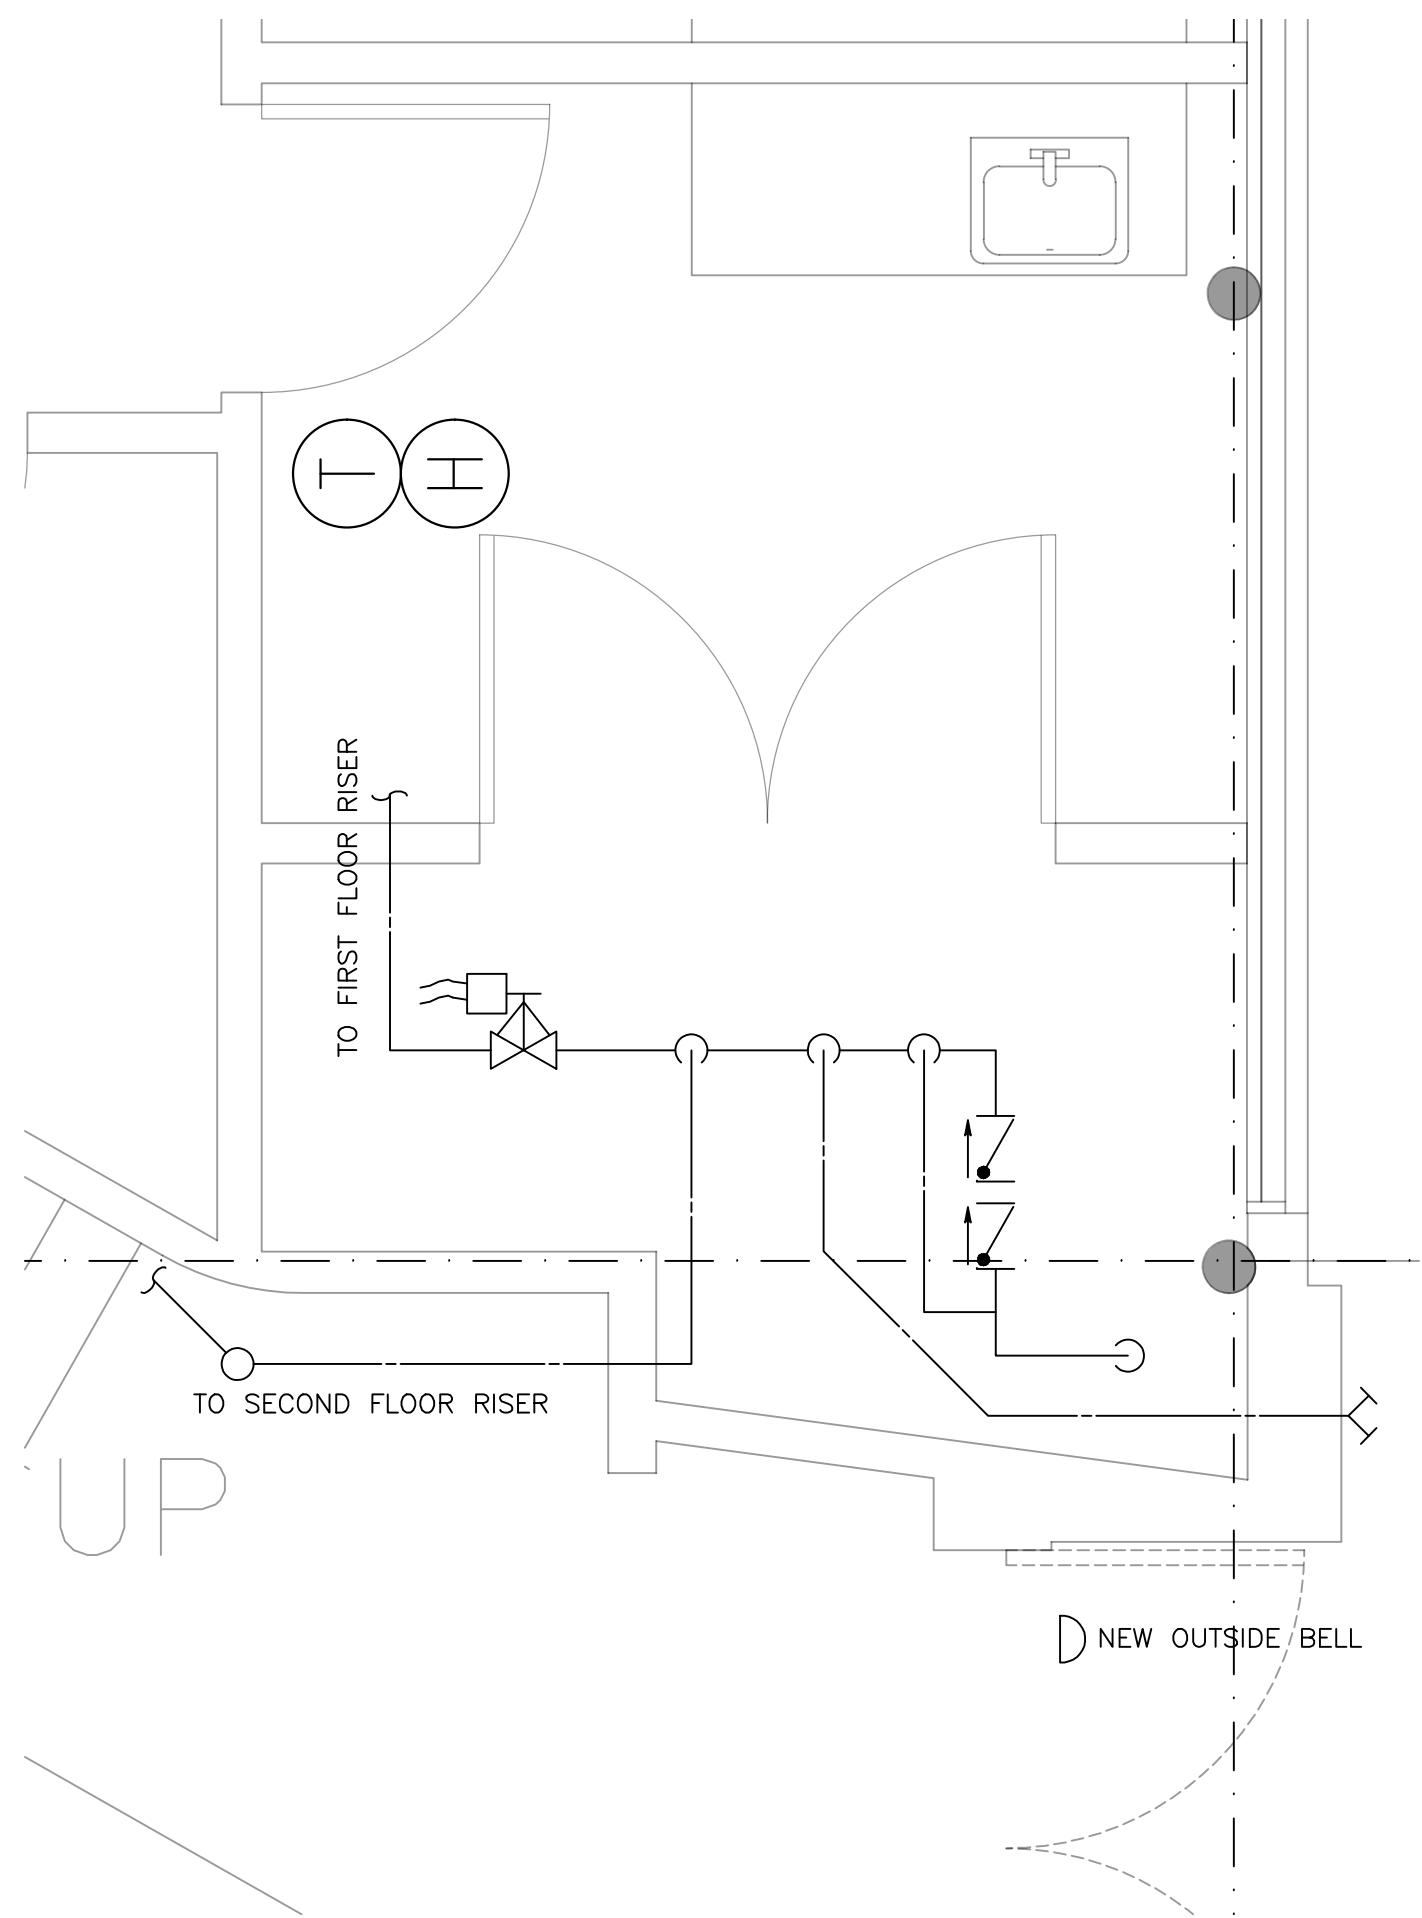 T H
TO FIRST FLOOR RISER
TO SECOND FLOOR RISER
UP
NEW OUTSIDE BELL